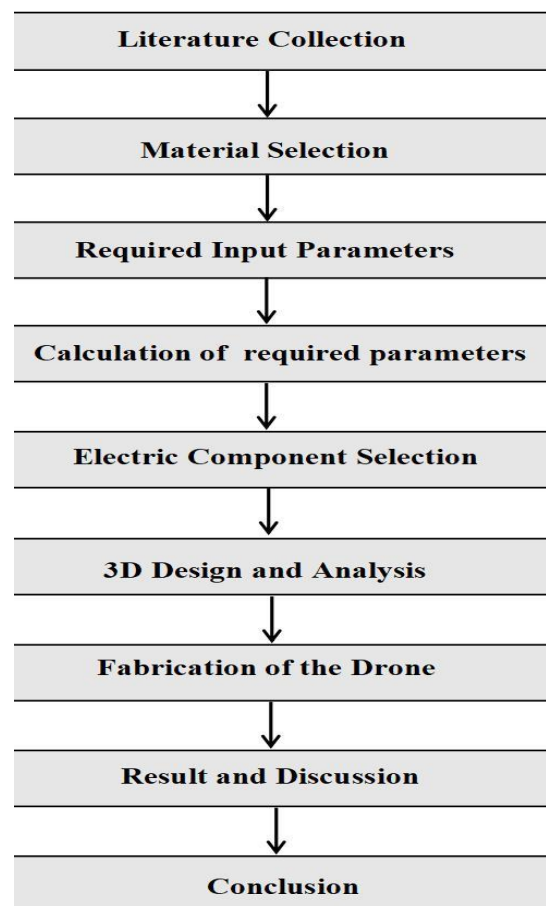 Literature Collection
Material Selection
Required Input Parameters
Calculation of required parameters
Electric Component Selection
3D Design and Analysis
Fabrication of the Drone
Result and Discussion
Conclusion